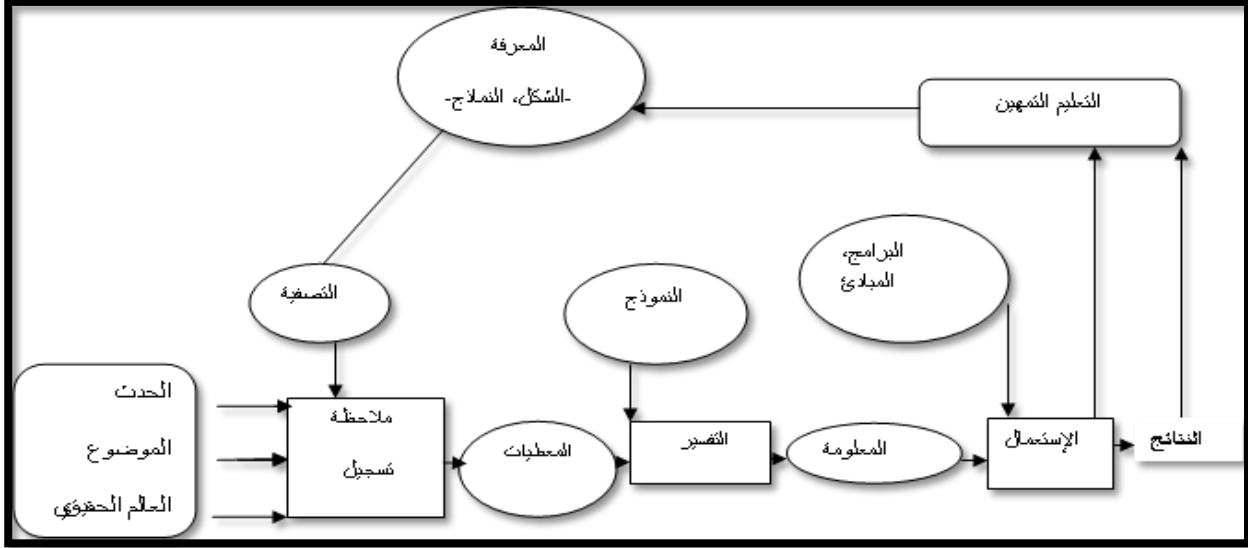 المعرفة
-الشكل، النماذج-
التعليم التمهين
البرامج،
المبادئ
التصفية
النموذج
الحدث
الموضوع
العالم الحقيقي
ملاحظة
تسجيل
المعطيات
التفسير
المعلومة
الإستعمال
النتائج